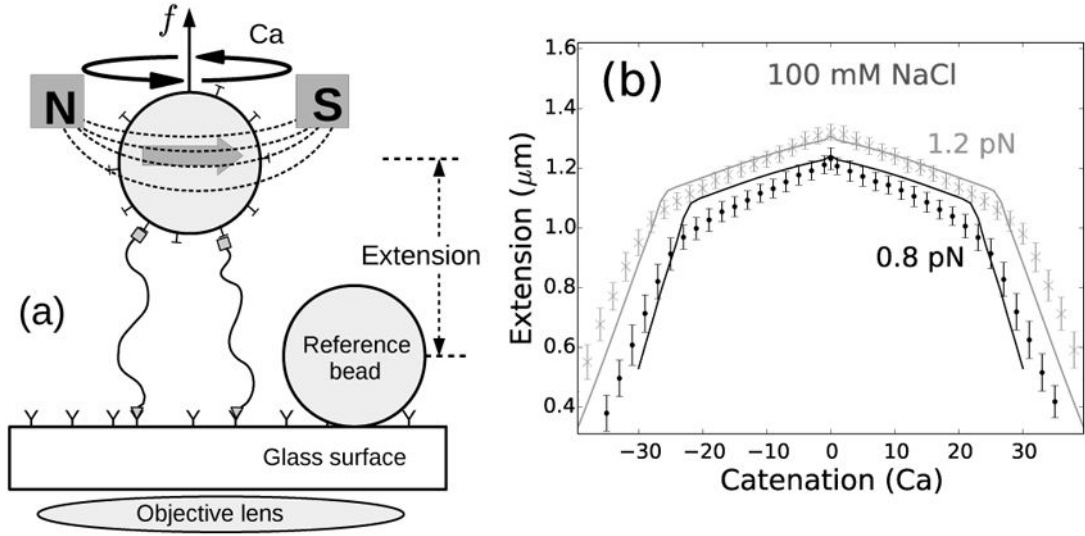 f
Ca
N
S
Extension
(a)
Reference
bead
Glass surface
Objective lens
(b)
100 mM NaCl
1.2 pN
0.8 pN
Extension (μm)
1.6
1.4
1.2
1.0
0.8
0.6
0.4
−30
−20
−10
0
10
20
30
Catenation (Ca)